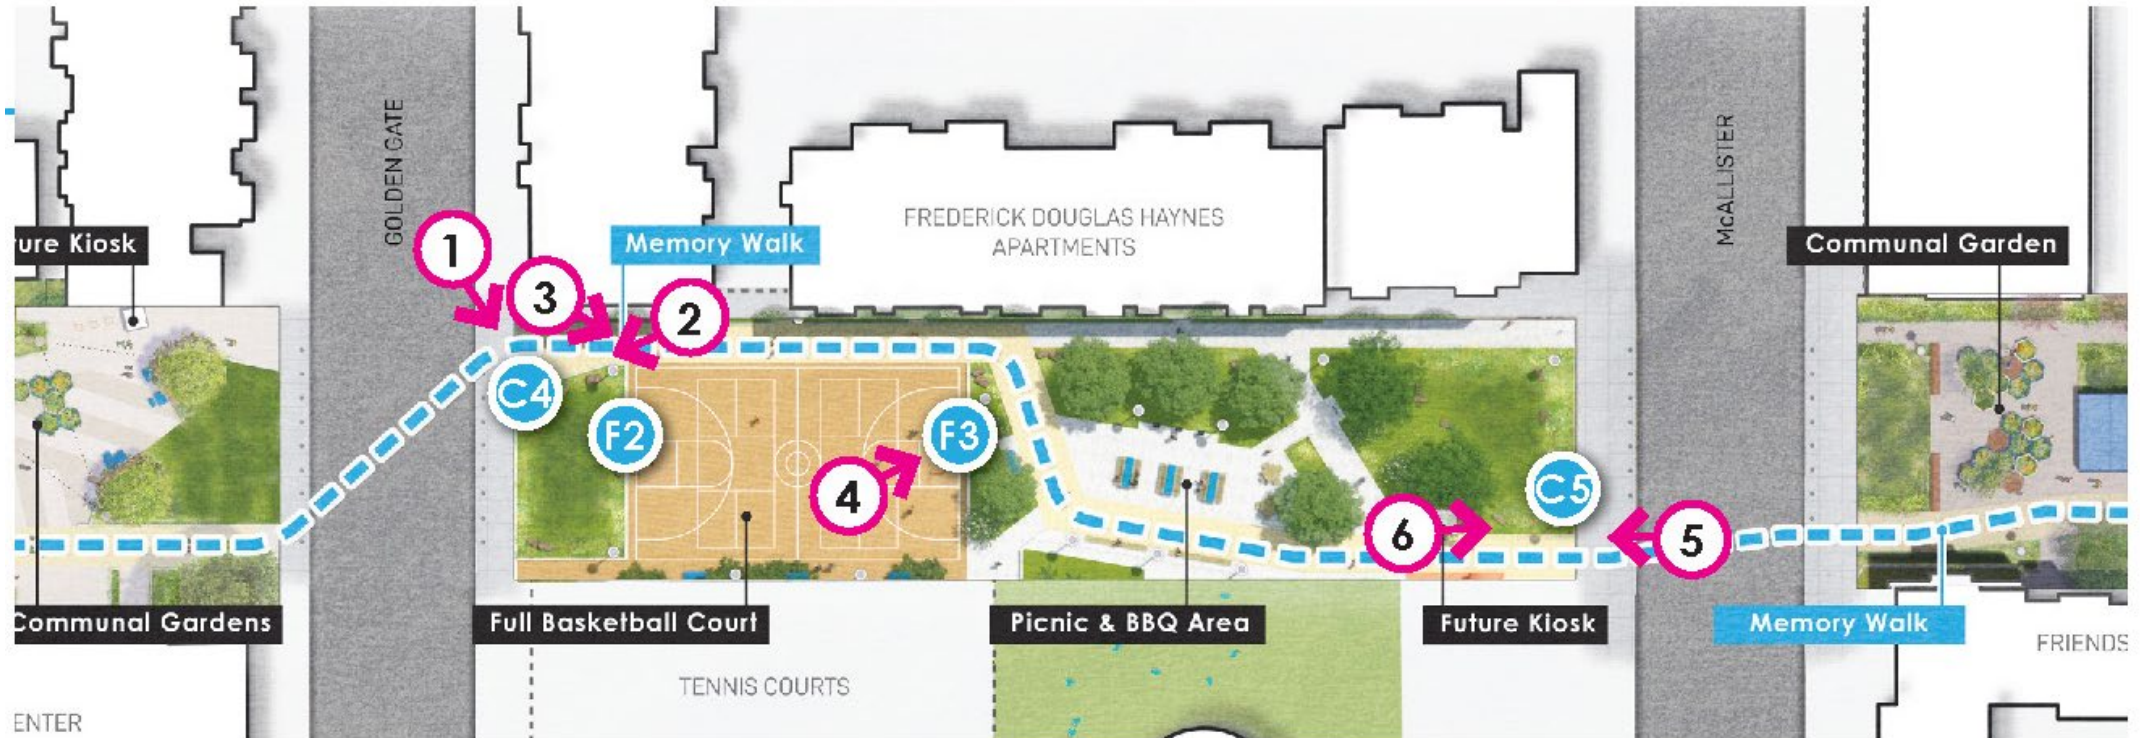 GOLDEN GATE
McALLISTER
FREDERICK DOUGLAS HAYNES
APARTMENTS
ture Kiosk
Memory Walk
Communal Garden
1
3
2
C4
F2
F3
4
C5
6
5
Communal Gardens
Full Basketball Court
Picnic & BBQ Area
Future Kiosk
Memory Walk
FRIENDS
TENNIS COURTS
ENTER